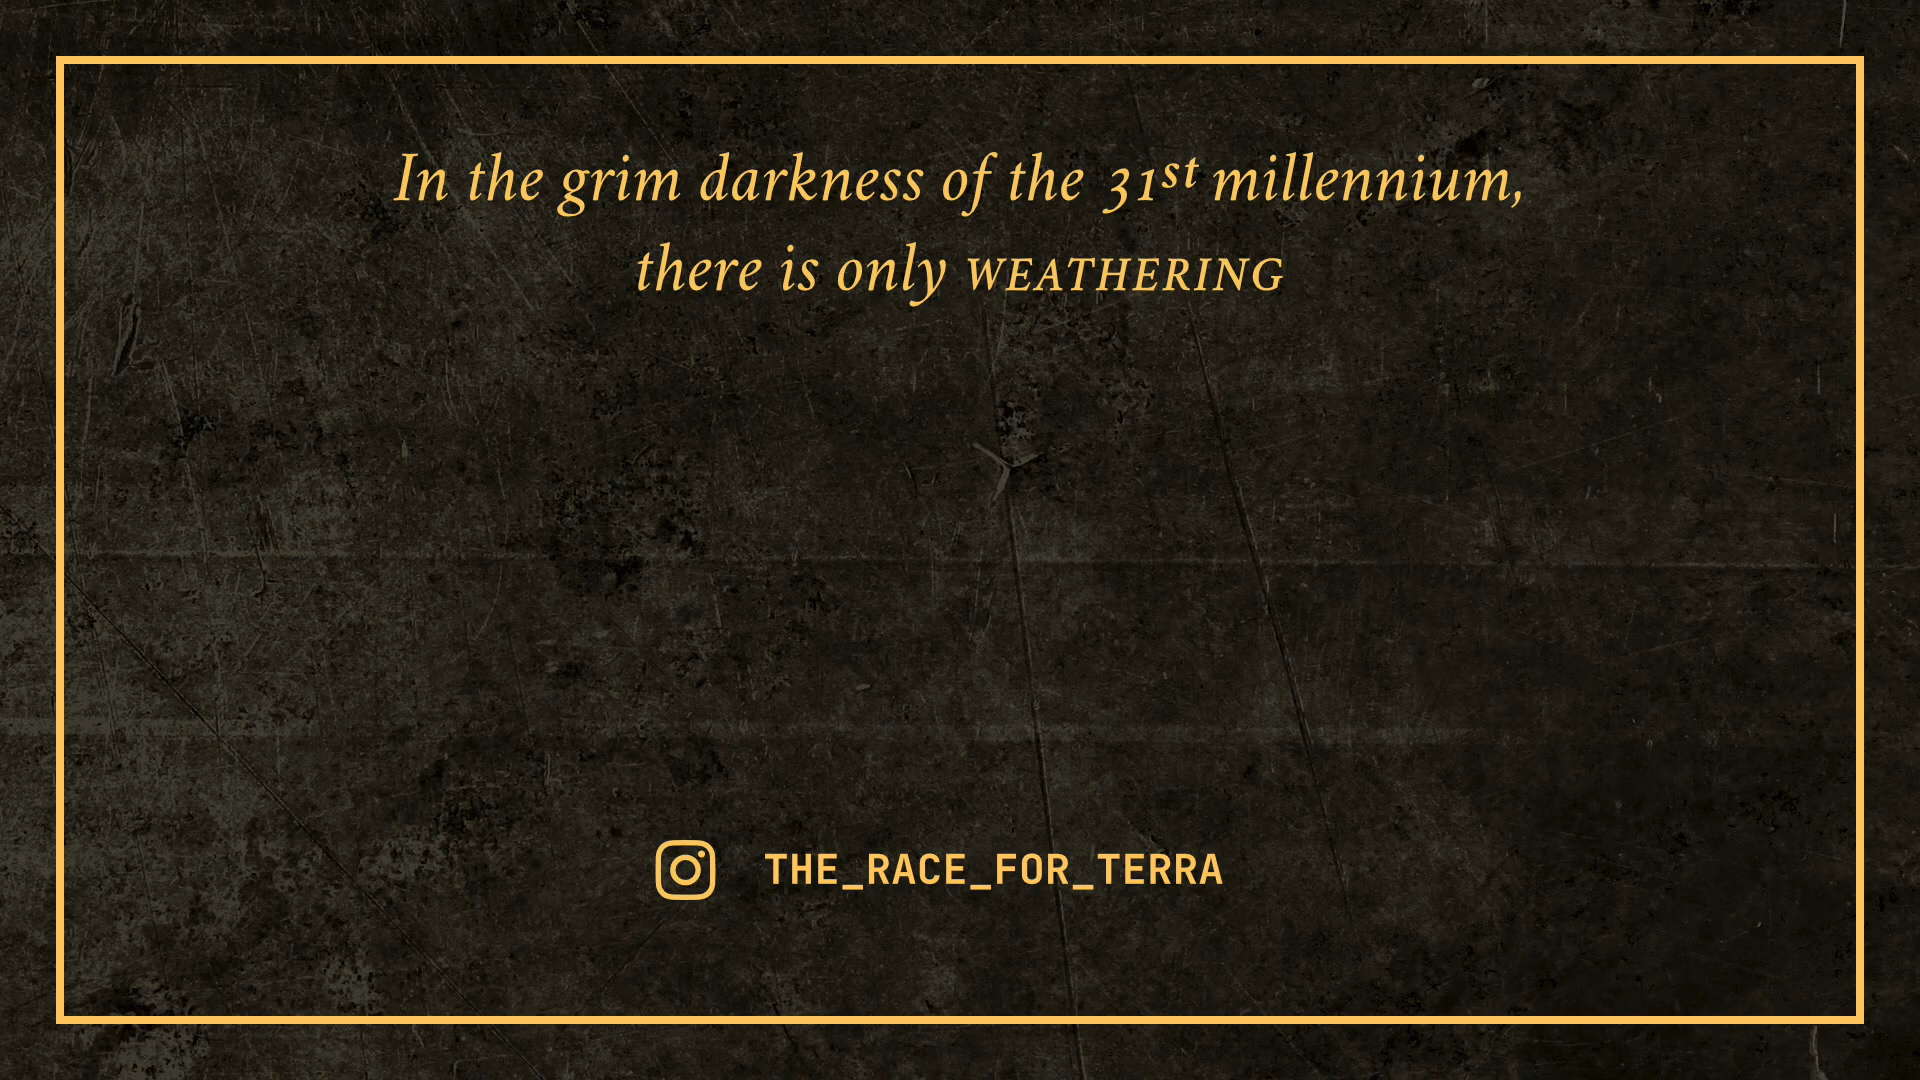 In the grim darkness of the 31st millennium,
there is only WEATHERING
THE_RACE_FOR_TERRA